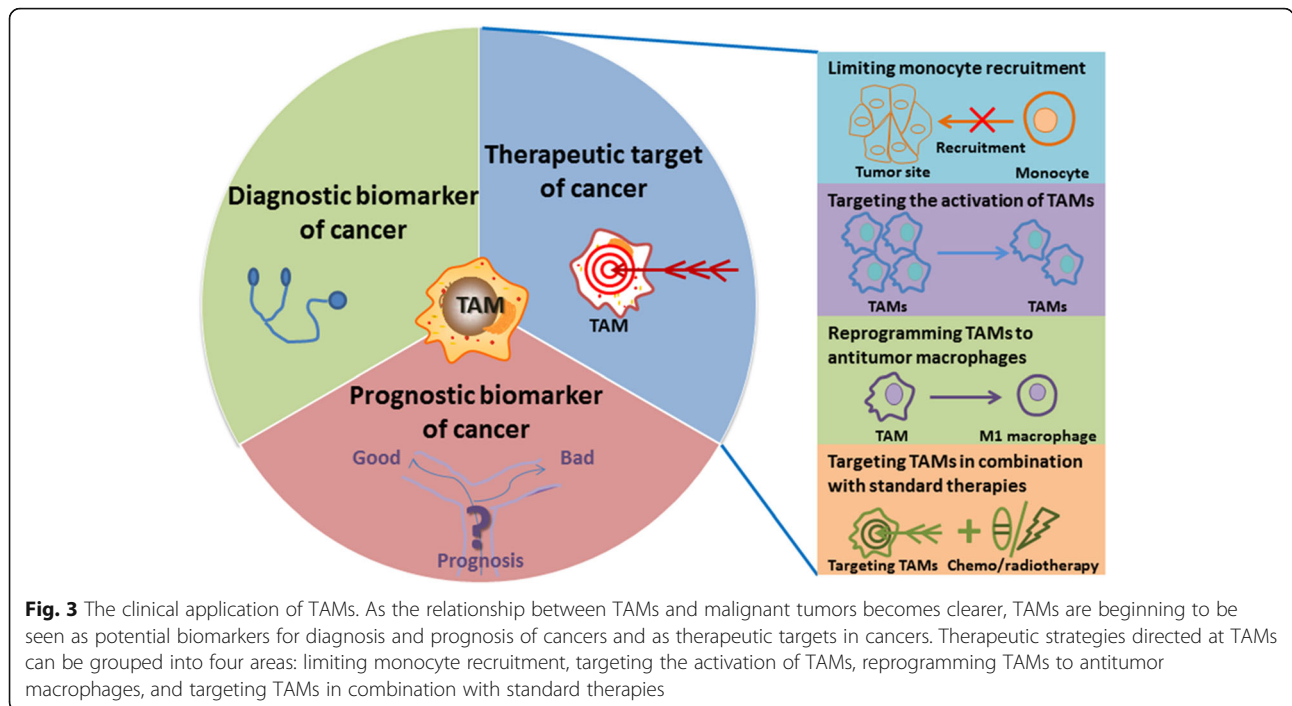 Diagnostic biomarker
of cancer
Therapeutic target
of cancer
TAM
TAM
Prognostic biomarker
of cancer
Good
Bad
?
Prognosis
Limiting monocyte recruitment
Recruitment
Tumor site
Monocyte
Targeting the activation of TAMs
TAMs
TAMs
Reprogramming TAMs to
antitumor macrophages
TAM
M1 macrophage
Targeting TAMs in combination
with standard therapies
+
/
Targeting TAMs
Chemo/radiotherapy
Fig. 3 The clinical application of TAMs. As the relationship between TAMs and malignant tumors becomes clearer, TAMs are beginning to be
seen as potential biomarkers for diagnosis and prognosis of cancers and as therapeutic targets in cancers. Therapeutic strategies directed at TAMs
can be grouped into four areas: limiting monocyte recruitment, targeting the activation of TAMs, reprogramming TAMs to antitumor
macrophages, and targeting TAMs in combination with standard therapies